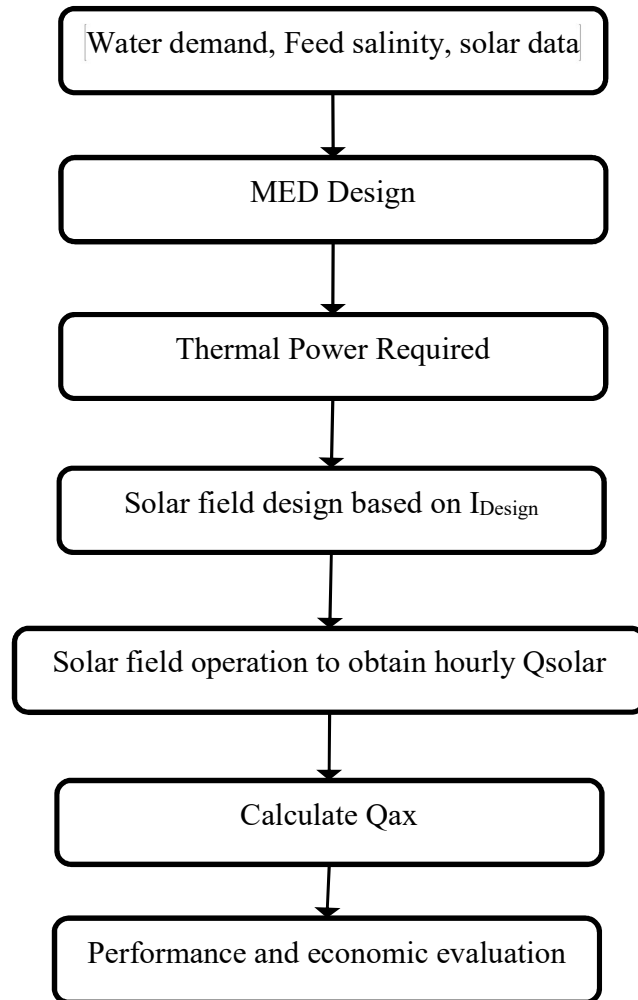 Water demand, Feed salinity, solar data
MED Design
Thermal Power Required
Solar field design based on IDesign
Solar field operation to obtain hourly Qsolar
Calculate Qax
Performance and economic evaluation